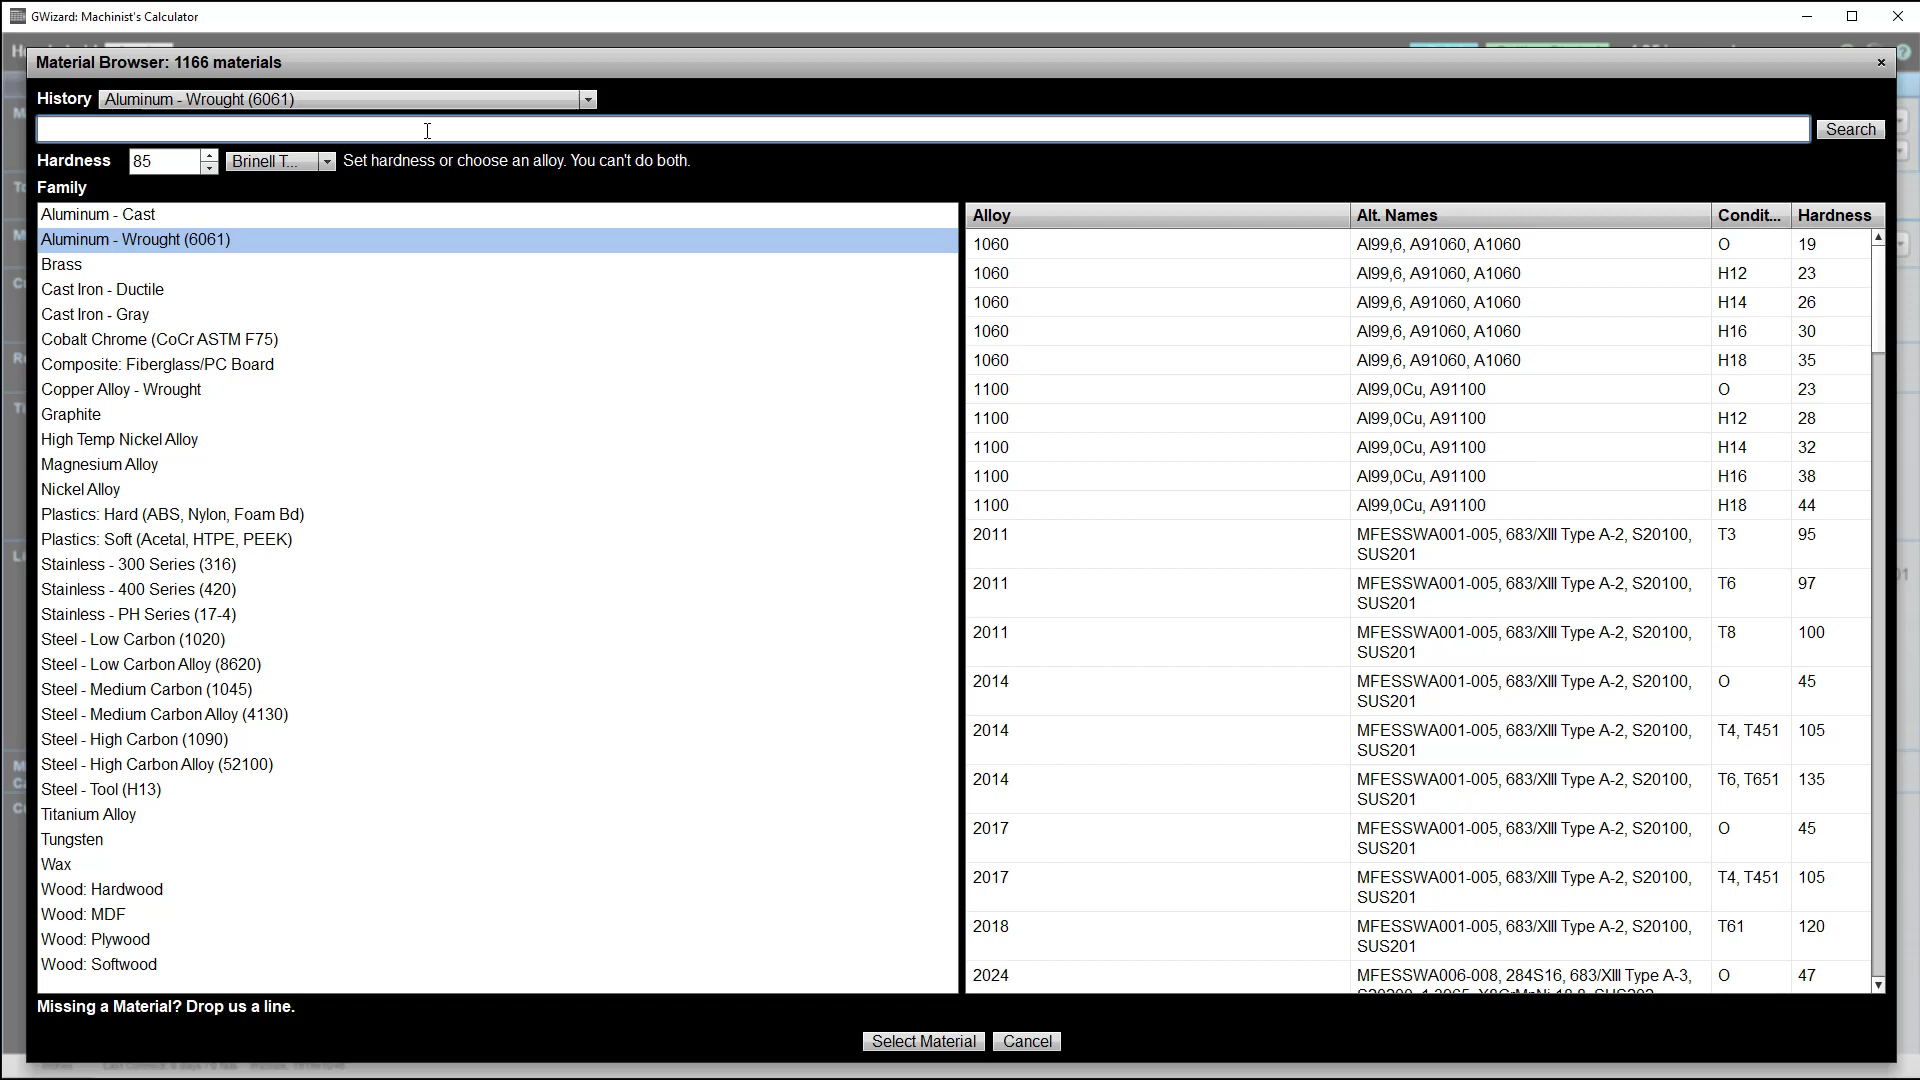 GWizard: Machinist's Calculator
Material Browser: 1166 materials
History Aluminum - Wrought (6061)
Search
Hardness 85 Brinell T... Set hardness or choose an alloy. You can't do both.
Family
Aluminum - Cast
Aluminum - Wrought (6061)
Brass
Cast Iron - Ductile
Cast Iron - Gray
Cobalt Chrome (CoCr ASTM F75)
Composite: Fiberglass/PC Board
Copper Alloy - Wrought
Graphite
High Temp Nickel Alloy
Magnesium Alloy
Nickel Alloy
Plastics: Hard (ABS, Nylon, Foam Bd)
Plastics: Soft (Acetal, HTPE, PEEK)
Stainless - 300 Series (316)
Stainless - 400 Series (420)
Stainless - PH Series (17-4)
Steel - Low Carbon (1020)
Steel - Low Carbon Alloy (8620)
Steel - Medium Carbon (1045)
Steel - Medium Carbon Alloy (4130)
Steel - High Carbon (1090)
Steel - High Carbon Alloy (52100)
Steel - Tool (H13)
Titanium Alloy
Tungsten
Wax
Wood: Hardwood
Wood: MDF
Wood: Plywood
Wood: Softwood
Alloy Alt. Names Condit... Hardness
1060 Al99,6, A91060, A1060 O 19
1060 Al99,6, A91060, A1060 H12 23
1060 Al99,6, A91060, A1060 H14 26
1060 Al99,6, A91060, A1060 H16 30
1060 Al99,6, A91060, A1060 H18 35
1100 Al99,0Cu, A91100 O 23
1100 Al99,0Cu, A91100 H12 28
1100 Al99,0Cu, A91100 H14 32
1100 Al99,0Cu, A91100 H16 38
1100 Al99,0Cu, A91100 H18 44
2011 MFESSWA001-005, 683/XIII Type A-2, S20100, T3 95
SUS201
2011 MFESSWA001-005, 683/XIII Type A-2, S20100, T6 97
SUS201
2011 MFESSWA001-005, 683/XIII Type A-2, S20100, T8 100
SUS201
2014 MFESSWA001-005, 683/XIII Type A-2, S20100, O 45
SUS201
2014 MFESSWA001-005, 683/XIII Type A-2, S20100, T4, T451 105
SUS201
2014 MFESSWA001-005, 683/XIII Type A-2, S20100, T6, T651 135
SUS201
2017 MFESSWA001-005, 683/XIII Type A-2, S20100, O 45
SUS201
2017 MFESSWA001-005, 683/XIII Type A-2, S20100, T4, T451 105
SUS201
2018 MFESSWA001-005, 683/XIII Type A-2, S20100, T61 120
SUS201
2024 MFESSWA006-008, 284S16, 683/XIII Type A-3, O 47
Missing a Material? Drop us a line.
Select Material Cancel